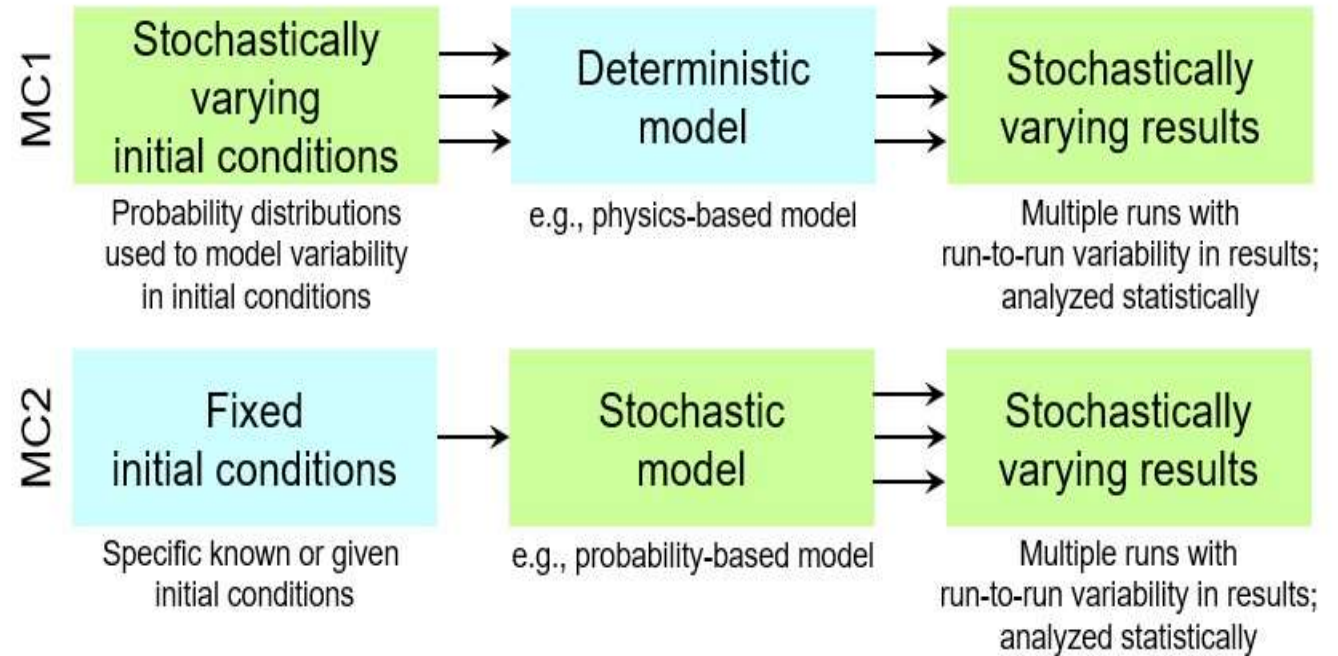 MC1
Stochastically
varying
initial conditions
Probability distributions
used to model variability
in initial conditions
Deterministic
model
e.g., physics-based model
Stochastically
varying results
Multiple runs with
run-to-run variability in results;
analyzed statistically
MC2
Fixed
initial conditions
Specific known or given
initial conditions
Stochastic
model
e.g., probability-based model
Stochastically
varying results
Multiple runs with
run-to-run variability in results;
analyzed statistically